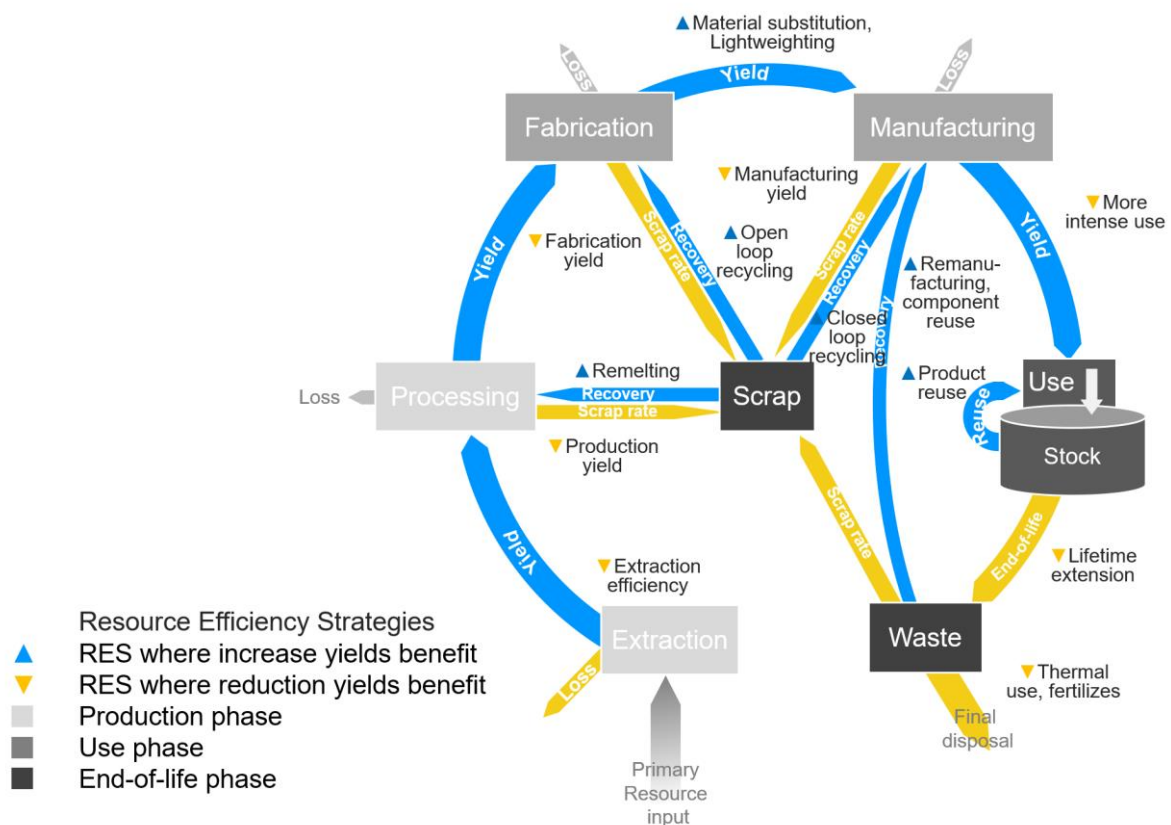 Material substitution,
Lightweighting
Loss
Yield
Loss
Fabrication
Manufacturing
Manufacturing
yield
More
intense use
Yield
Yield
Fabrication
yield
Scrap rate
Recovery
Open
loop
recycling
Scrap rate
Recovery
Remanu-
facturing,
component
reuse
Recovery
Closed
loop
recycling
Remelting
Product
reuse
Use
Reuse
Stock
Loss
Processing
Recovery
Scrap rate
Scrap
Production
yield
Yield
Scrap rate
End-of-life
Lifetime
extension
Extraction
efficiency
Extraction
Loss
Waste
Thermal
use, fertilizes
Final
disposal
Primary
Resource
input
Resource Efficiency Strategies
RES where increase yields benefit
RES where reduction yields benefit
Production phase
Use phase
End-of-life phase